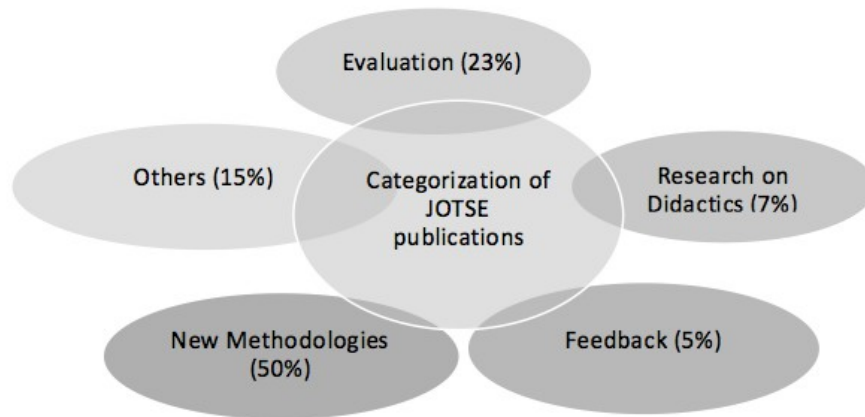 Evaluation (23%)
Others (15%)
Categorization of
JOTSE
publications
Research on
Didactics (7%)
New Methodologies
(50%)
Feedback (5%)